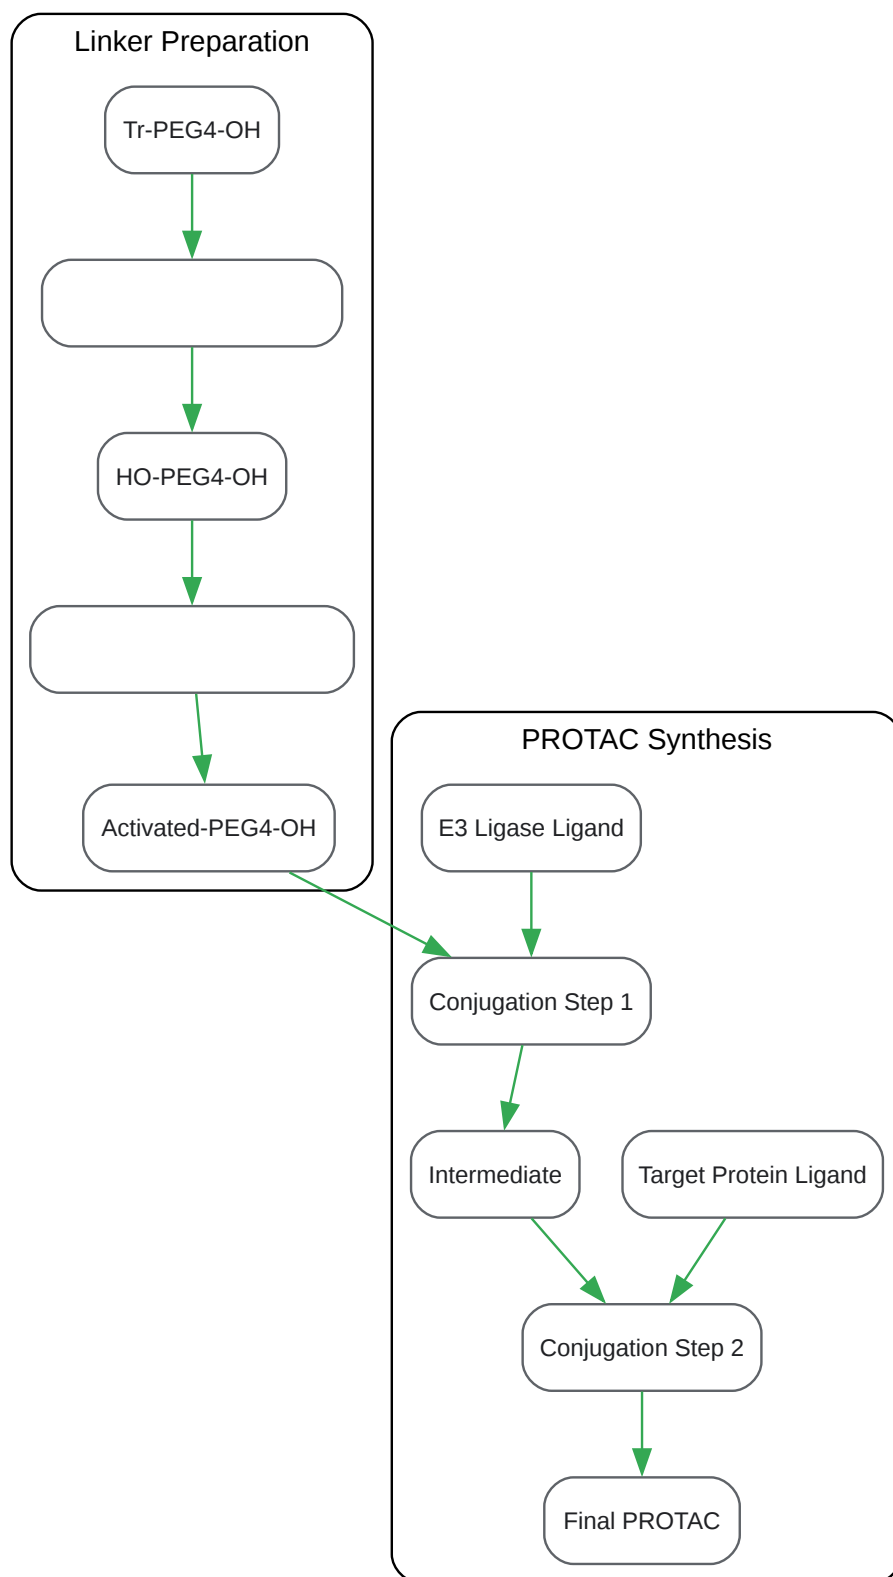 Linker Preparation
Tr-PEG4-OH
HO-PEG4-OH
Activated-PEG4-OH
PROTAC Synthesis
E3 Ligase Ligand
Conjugation Step 1
Intermediate
Target Protein Ligand
Conjugation Step 2
Final PROTAC